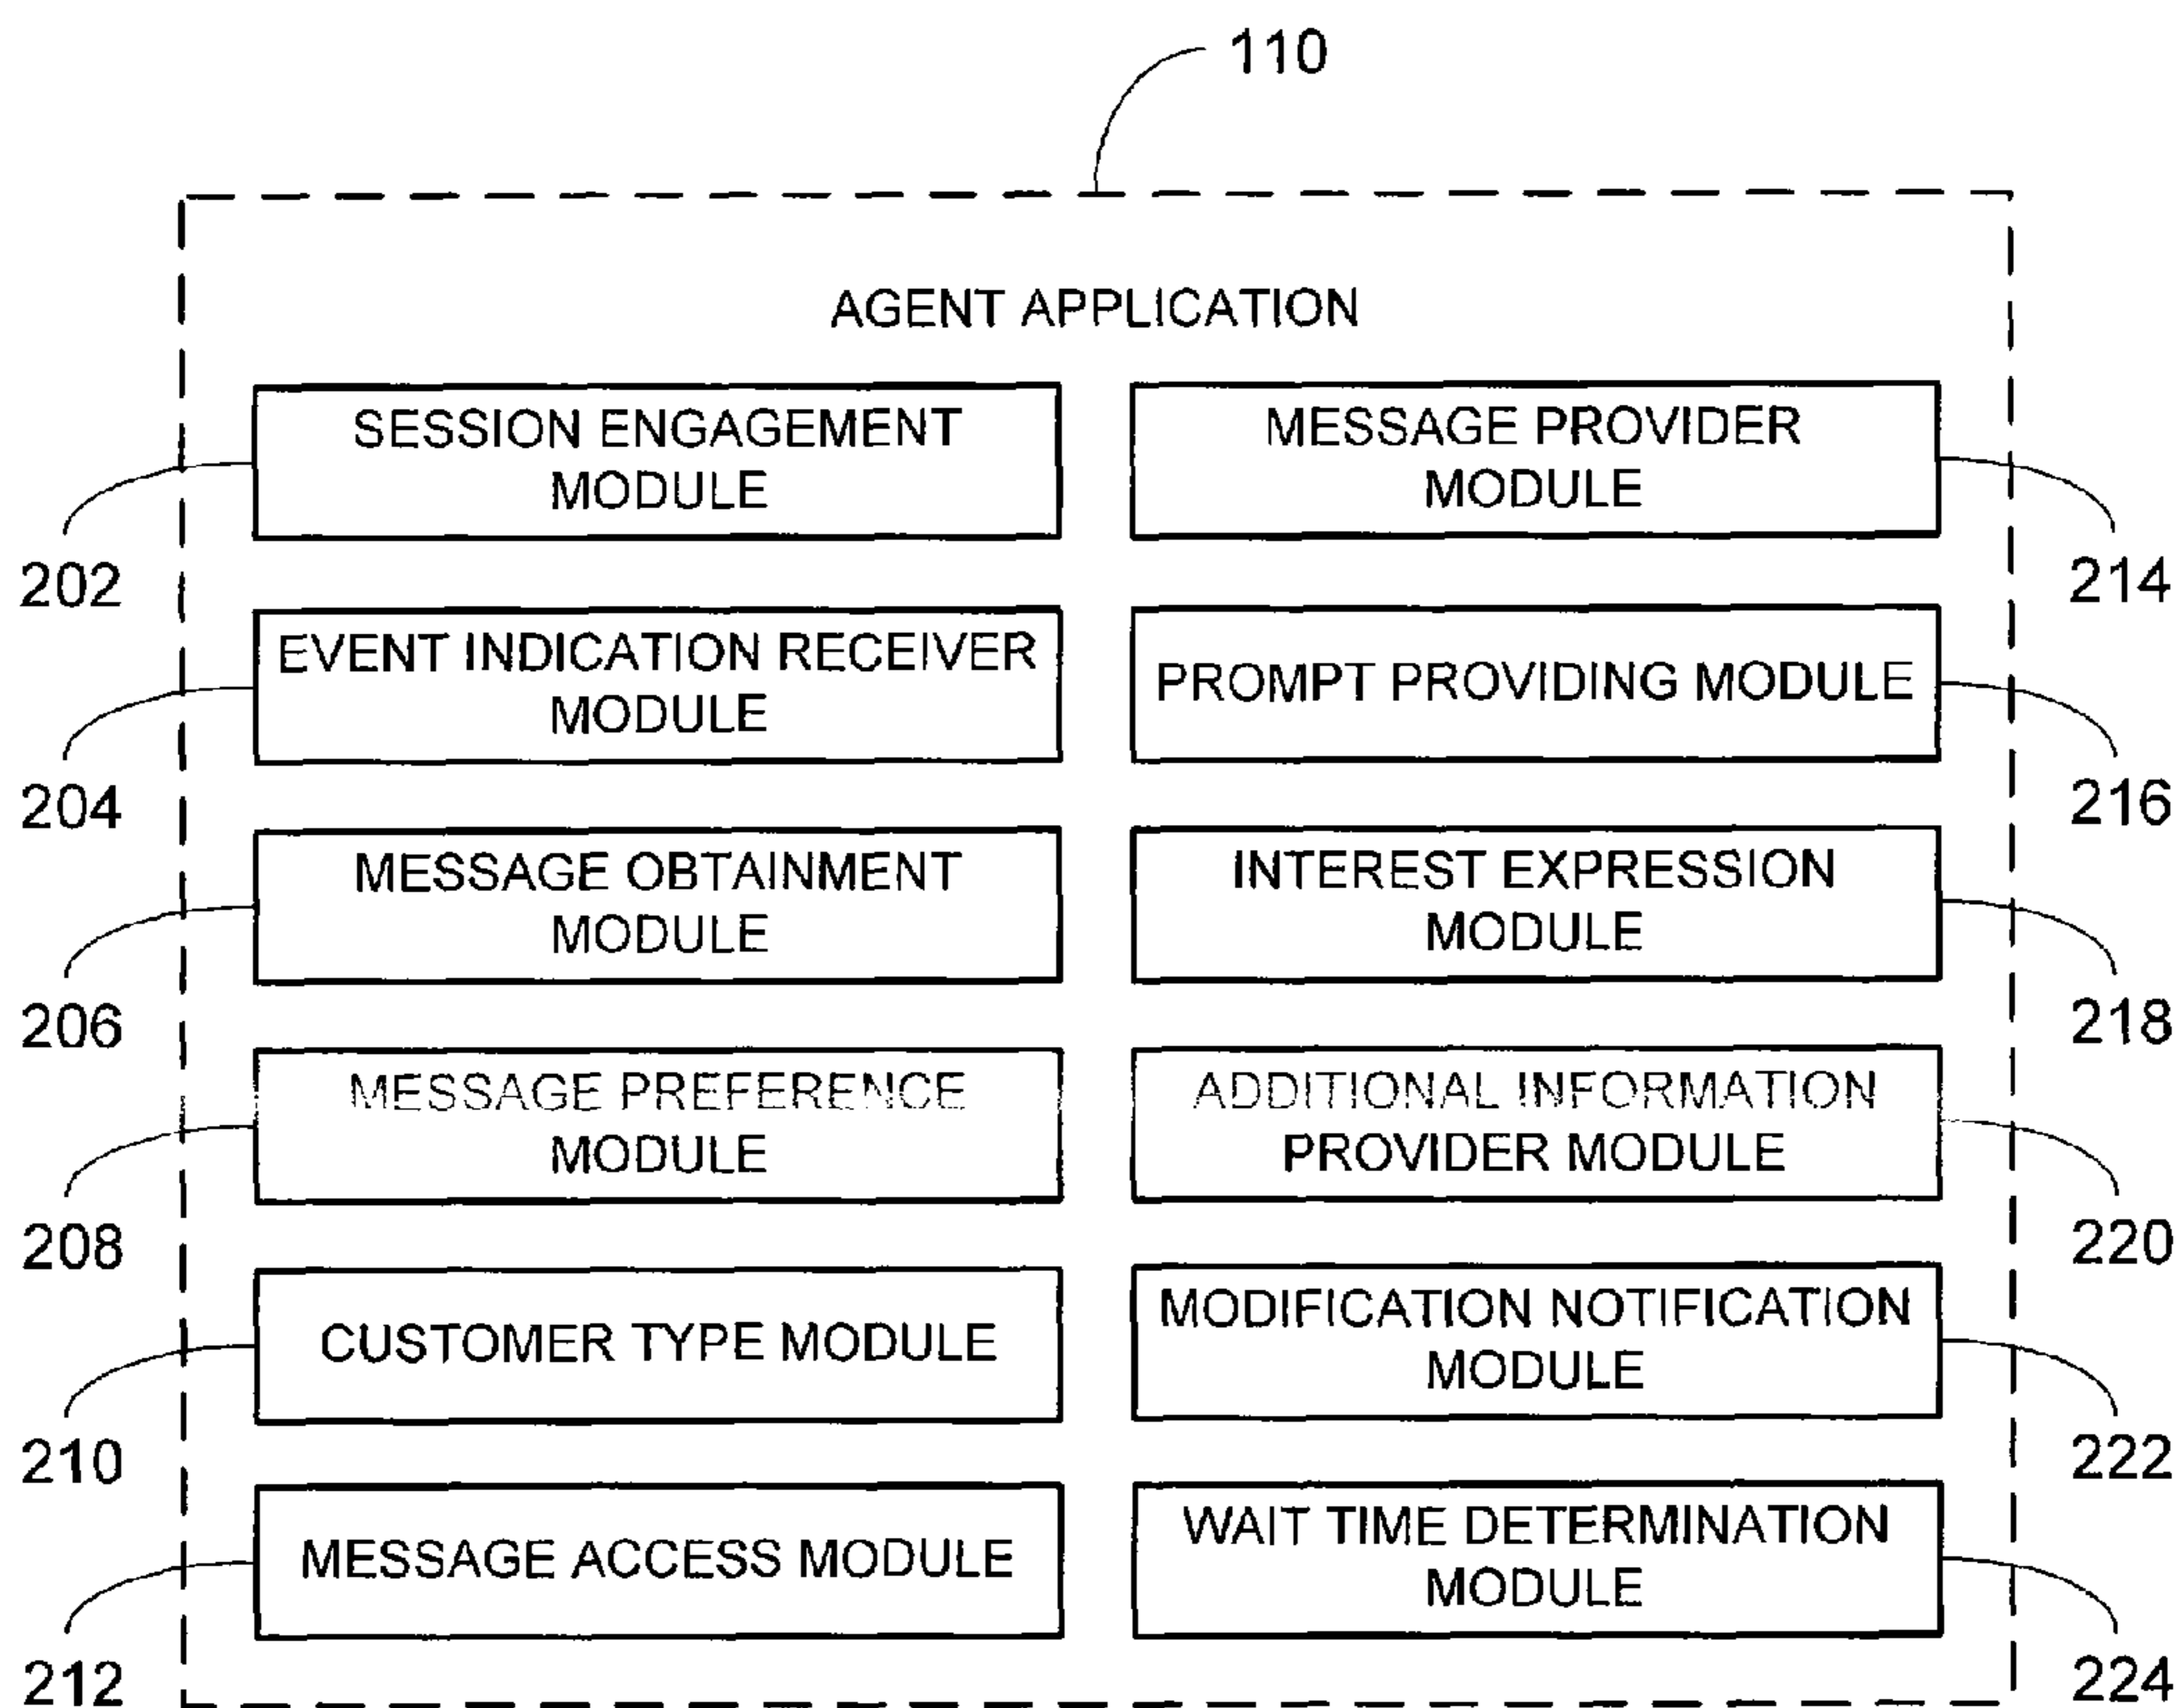 110
AGENT APPLICATION
SESSION ENGAGEMENT
MODULE
202
MESSAGE PROVIDER
MODULE
214
EVENT INDICATION RECEIVER
MODULE
204
PROMPT PROVIDING MODULE
216
MESSAGE OBTAINMENT
MODULE
206
INTEREST EXPRESSION
MODULE
218
MESSAGE PREFERENCE
MODULE
208
ADDITIONAL INFORMATION
PROVIDER MODULE
220
CUSTOMER TYPE MODULE
210
MODIFICATION NOTIFICATION
MODULE
222
MESSAGE ACCESS MODULE
212
WAIT TIME DETERMINATION
MODULE
224